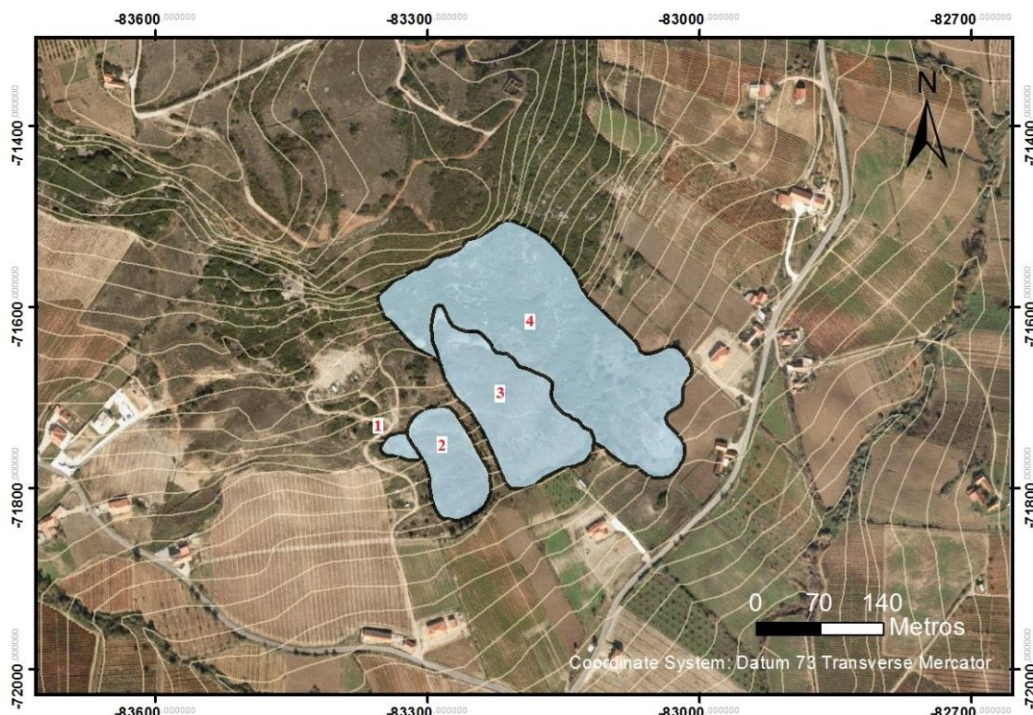 -83600,000000 -83300,000000 -83000,000000 -82700,000000
-71400,000000 -71400,000000
N
-71600,000000 -71600,000000
4
3
1
2
-71800,000000 -71800,000000
0 70 140
Metros
Coordinate System: Datum 73 Transverse Mercator
-72000,000000 -72000,000000
-83600,000000 -83300,000000 -83000,000000 -82700,000000